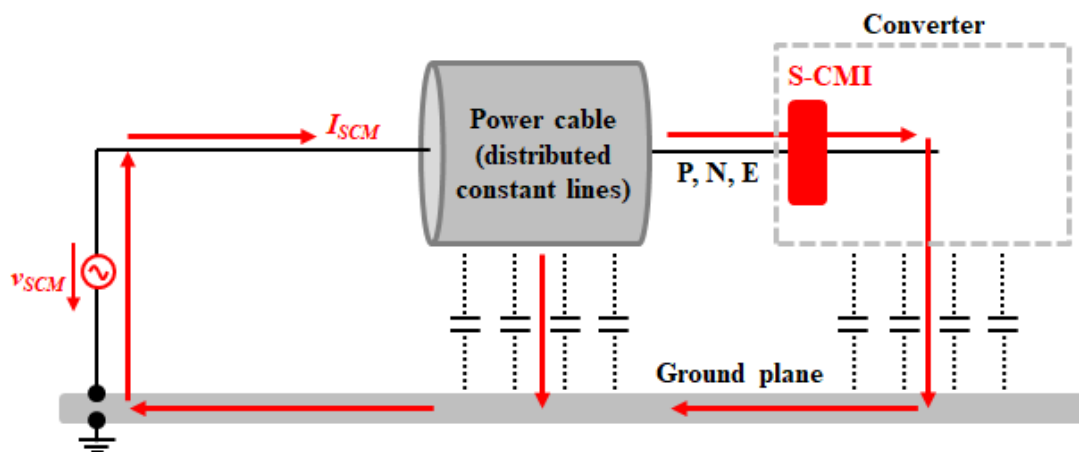 Converter
S-CMI
I_SCM
Power cable
(distributed
constant lines)
P, N, E
v_SCM
Ground plane